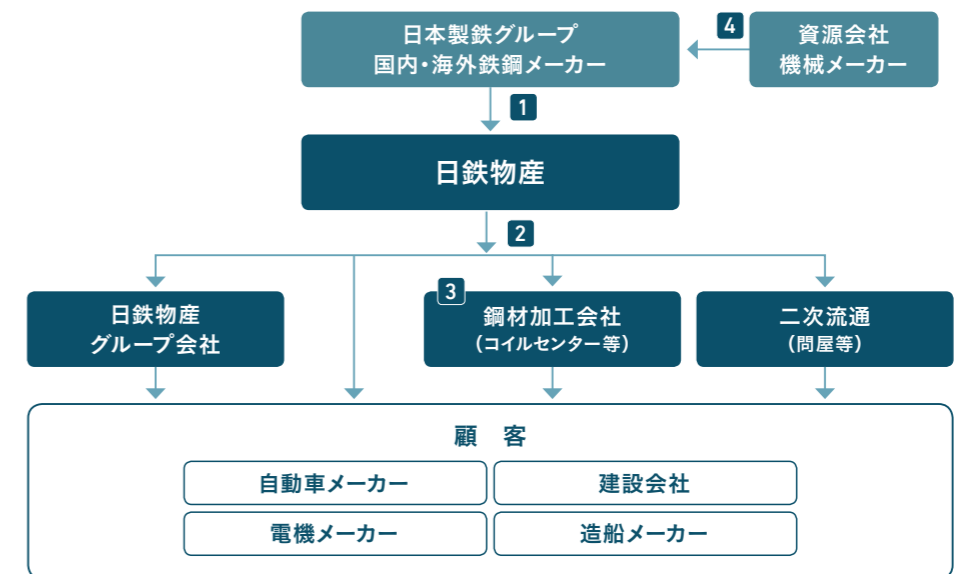 日本製鉄グループ
国内・海外鉄鋼メーカー
4
資源会社
機械メーカー
1
日鉄物産
2
日鉄物産
グループ会社
3
鋼材加工会社
（コイルセンター等）
二次流通
（問屋等）
顧　客
自動車メーカー
建設会社
電機メーカー
造船メーカー